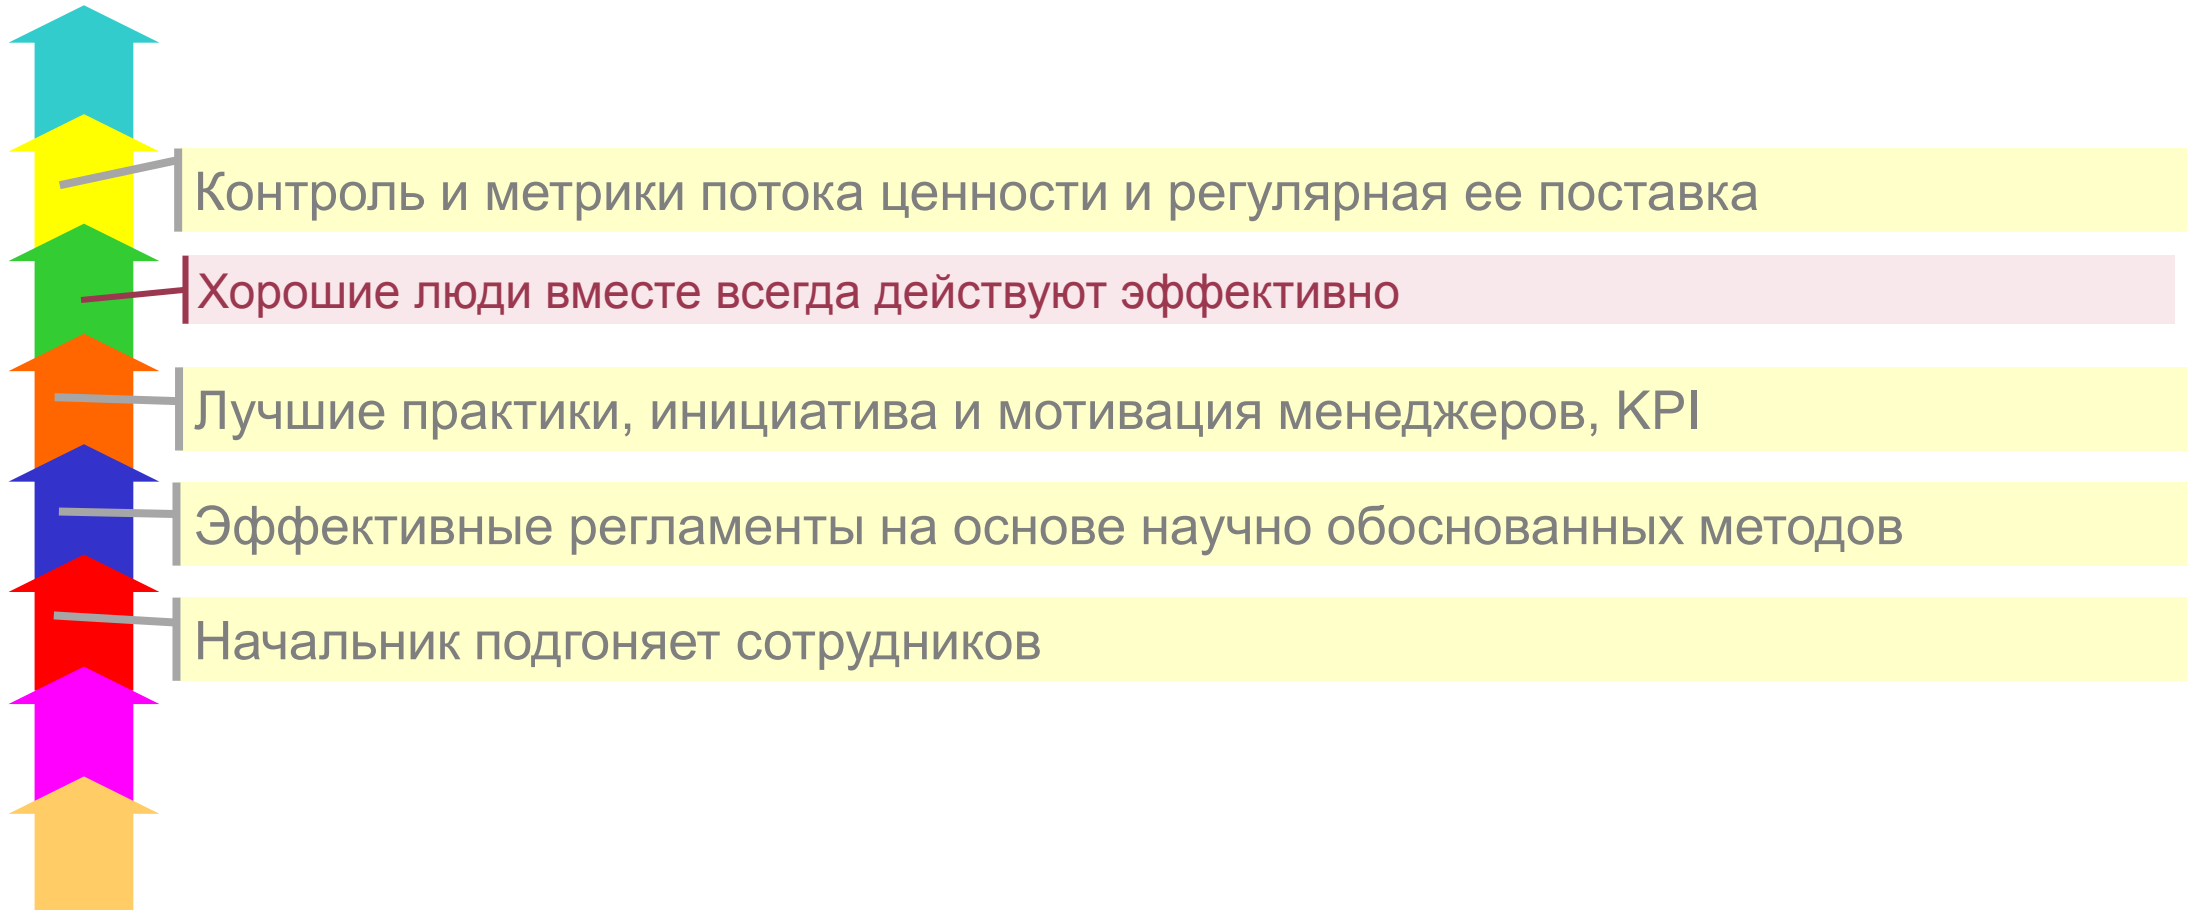 Контроль и метрики потока ценности и регулярная ее поставка
Хорошие люди вместе всегда действуют эффективно
Лучшие практики, инициатива и мотивация менеджеров, KPI
Эффективные регламенты на основе научно обоснованных методов
Начальник подгоняет сотрудников